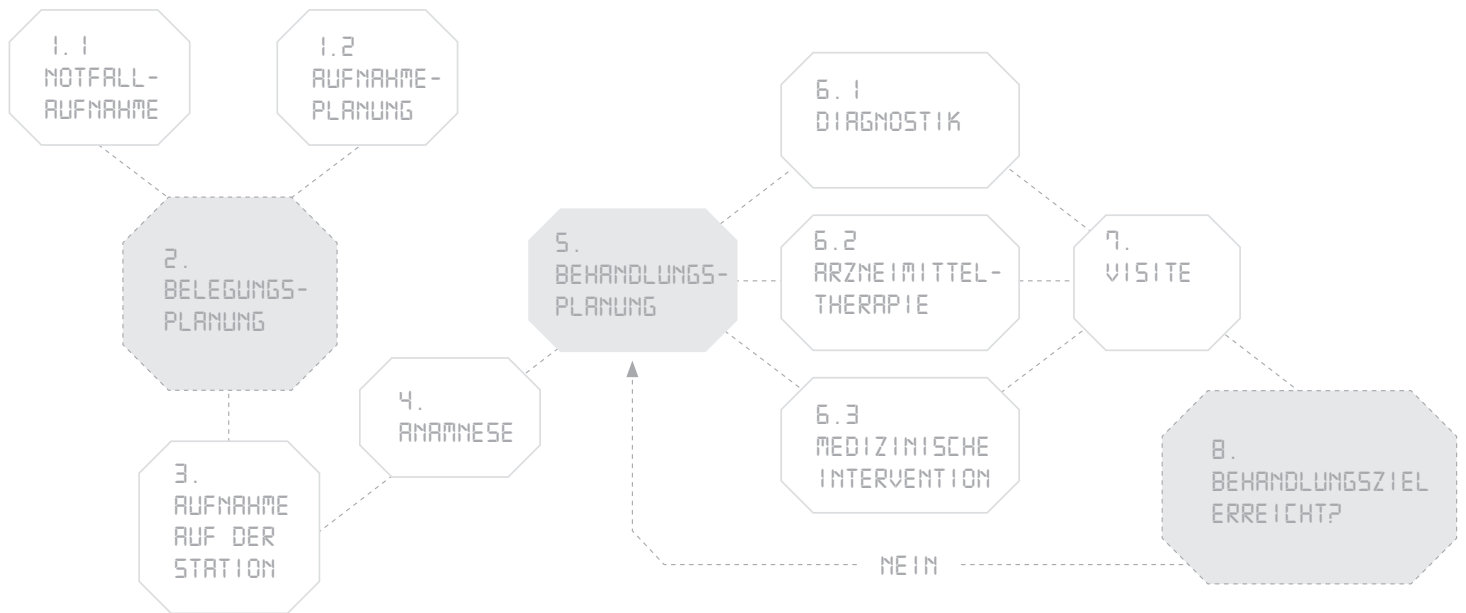 1.1
NOTFALL-
AUFNAHME
1.2
AUFNAHME-
PLANUNG
2.
BELEGUNGS-
PLANUNG
3.
AUFNAHME
AUF DER
STATION
4.
ANAMNESE
5.
BEHANDLUNGS-
PLANUNG
6.1
DIAGNOSTIK
6.2
ARZNEIMITTEL-
THERAPIE
6.3
MEDIZINISCHE
INTERVENTION
7.
VISITE
8.
BEHANDLUNGSZIEL
ERREICHT?
NEIN